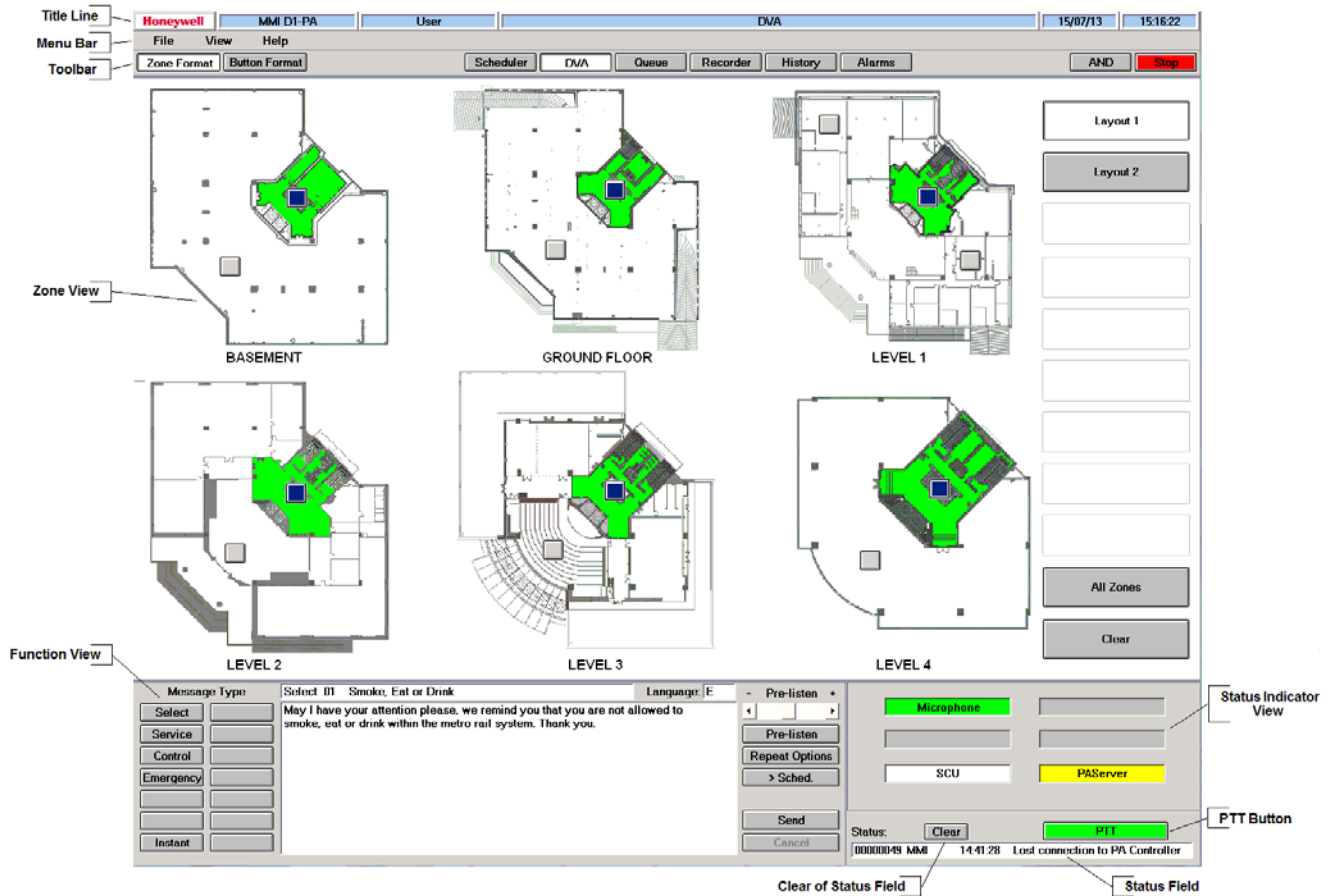 Title Line
Honeywell
MMI D1-PA
User
DVA
15/07/13
15:16:22
Menu Bar
File
View
Help
Toolbar
Zone Format
Button Format
Scheduler
DVA
Queue
Recorder
History
Alarms
AND
Stop
Layout 1
Layout 2
Zone View
BASEMENT
GROUND FLOOR
LEVEL 1
All Zones
Clear
LEVEL 2
LEVEL 3
LEVEL 4
Function View
Message Type
Select 01 Smoke, Eat or Drink
Language: E
- Pre-listen +
Select
Service
Control
Emergency
Instant
May I have your attention please, we remind you that you are not allowed to
smoke, eat or drink within the metro rail system. Thank you.
Pre-listen
Repeat Options
> Sched.
Send
Cancel
Microphone
SCU
PAServer
Status Indicator
View
PTT Button
Status:
Clear
PTT
00000049 MMI 14:41:28 Lost connection to PA Controller
Clear of Status Field
Status Field